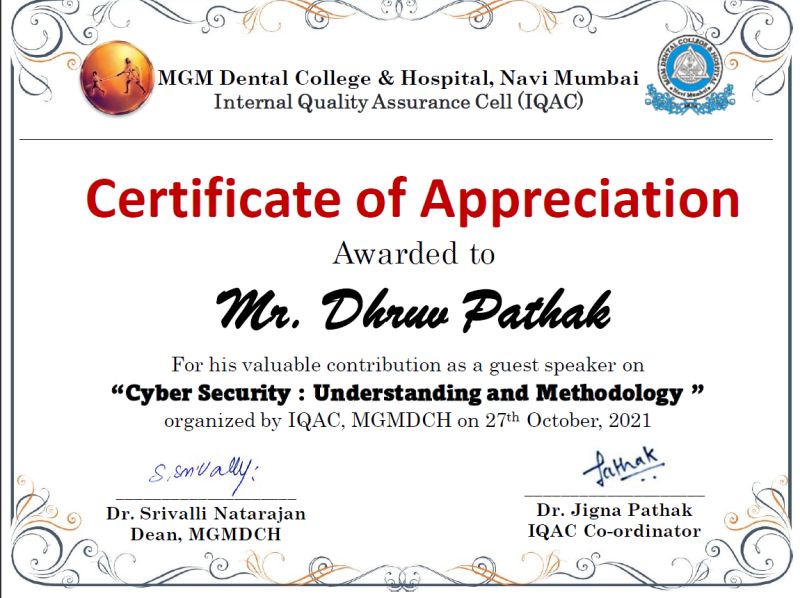 MGM Dental College & Hospital, Navi Mumbai
Internal Quality Assurance Cell (IQAC)
MGM DENTAL COLLEGE & HOSPITAL
Navi Mumbai
Certificate of Appreciation
Awarded to
Mr. Dhruv Pathak
For his valuable contribution as a guest speaker on
“Cyber Security : Understanding and Methodology ”
organized by IQAC, MGMDCH on 27th October, 2021
S.Srivally
Pathak
Dr. Srivalli Natarajan
Dean, MGMDCH
Dr. Jigna Pathak
IQAC Co-ordinator